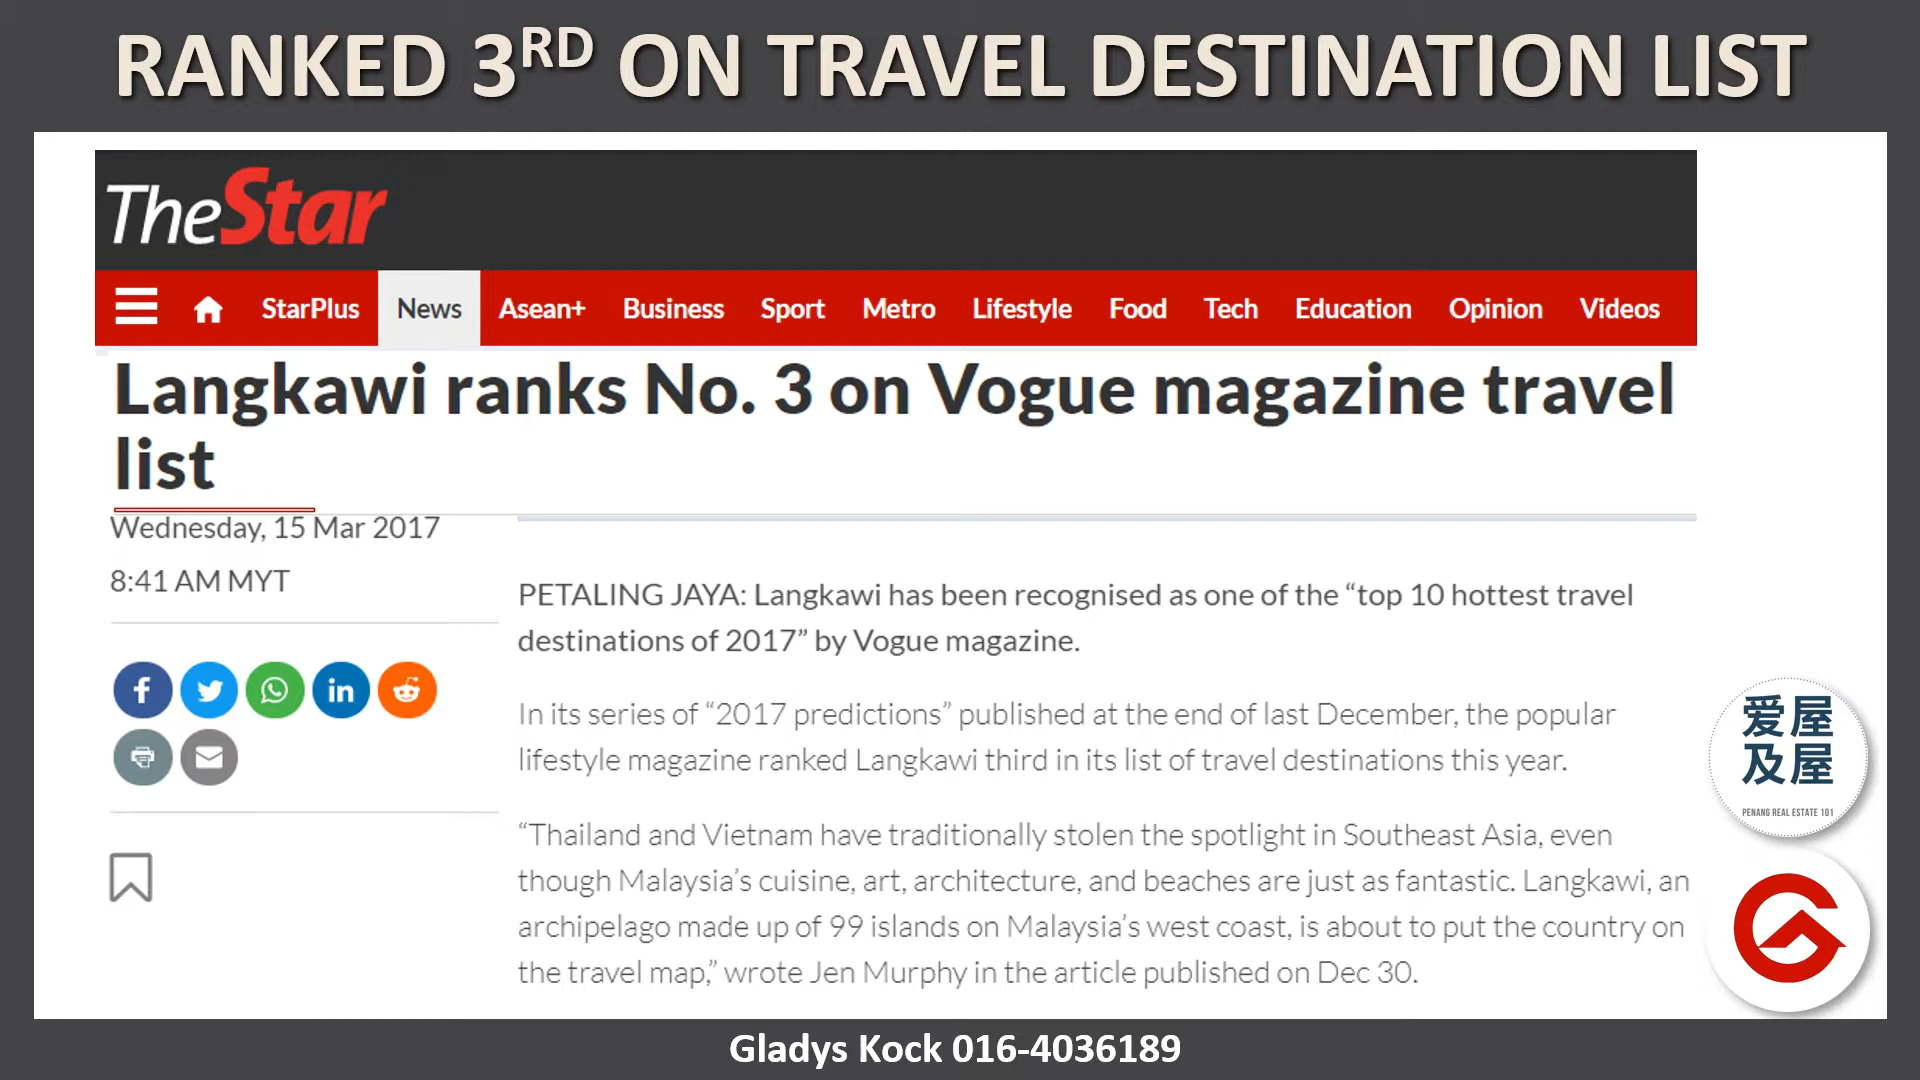 RANKED 3RD ON TRAVEL DESTINATION LIST
TheStar
StarPlus News Asean+ Business Sport Metro Lifestyle Food Tech Education Opinion Videos
Langkawi ranks No. 3 on Vogue magazine travel
list
Wednesday, 15 Mar 2017
8:41 AM MYT
PETALING JAYA: Langkawi has been recognised as one of the “top 10 hottest travel
destinations of 2017” by Vogue magazine.
In its series of “2017 predictions” published at the end of last December, the popular
lifestyle magazine ranked Langkawi third in its list of travel destinations this year.
“Thailand and Vietnam have traditionally stolen the spotlight in Southeast Asia, even
though Malaysia’s cuisine, art, architecture, and beaches are just as fantastic. Langkawi, an
archipelago made up of 99 islands on Malaysia’s west coast, is about to put the country on
the travel map,” wrote Jen Murphy in the article published on Dec 30.
爱屋
及屋
PENANG REAL ESTATE 101
Gladys Kock 016-4036189